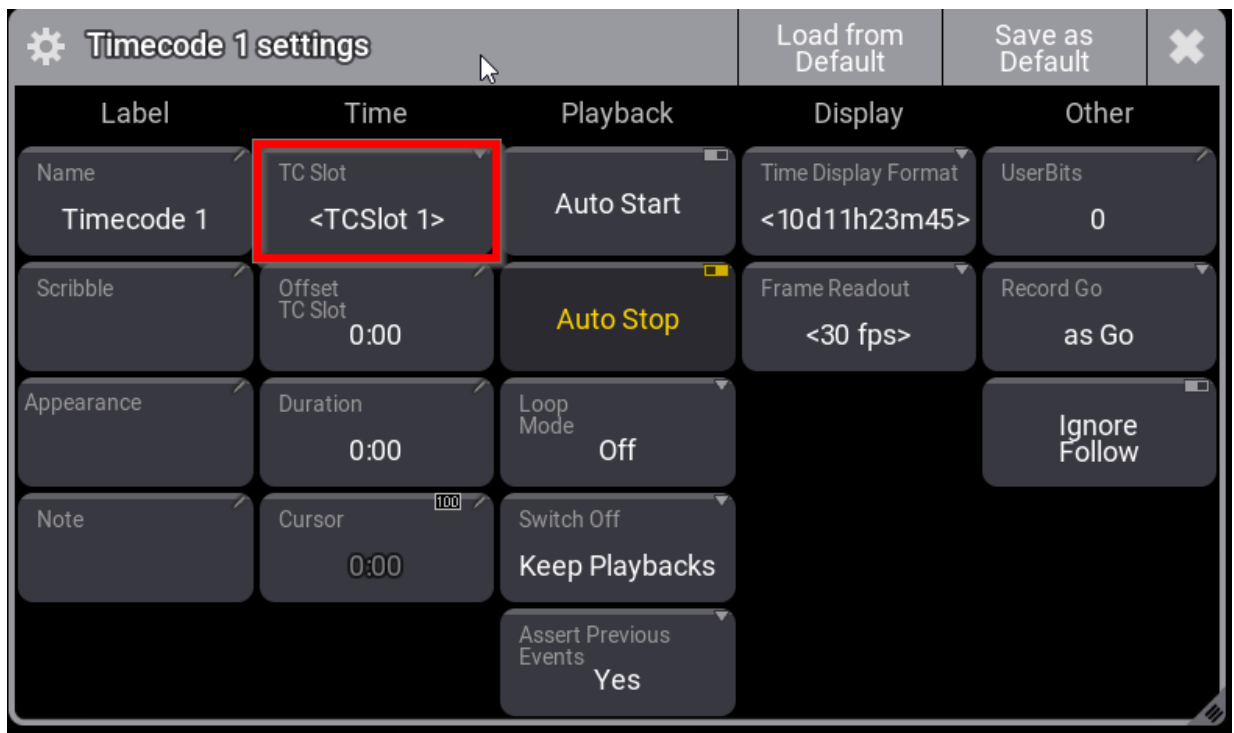 Timecode 1 settings
Load from
Default
Save as
Default
Label
Time
Playback
Display
Other
Name
Timecode 1
TC Slot
<TCSlot 1>
Auto Start
Time Display Format
<10d11h23m45>
UserBits
0
Scribble
Offset
TC Slot
0:00
Auto Stop
Frame Readout
<30 fps>
Record Go
as Go
Appearance
Duration
0:00
Loop
Mode
Off
Ignore
Follow
Note
Cursor
100
0:00
Switch Off
Keep Playbacks
Assert Previous
Events
Yes